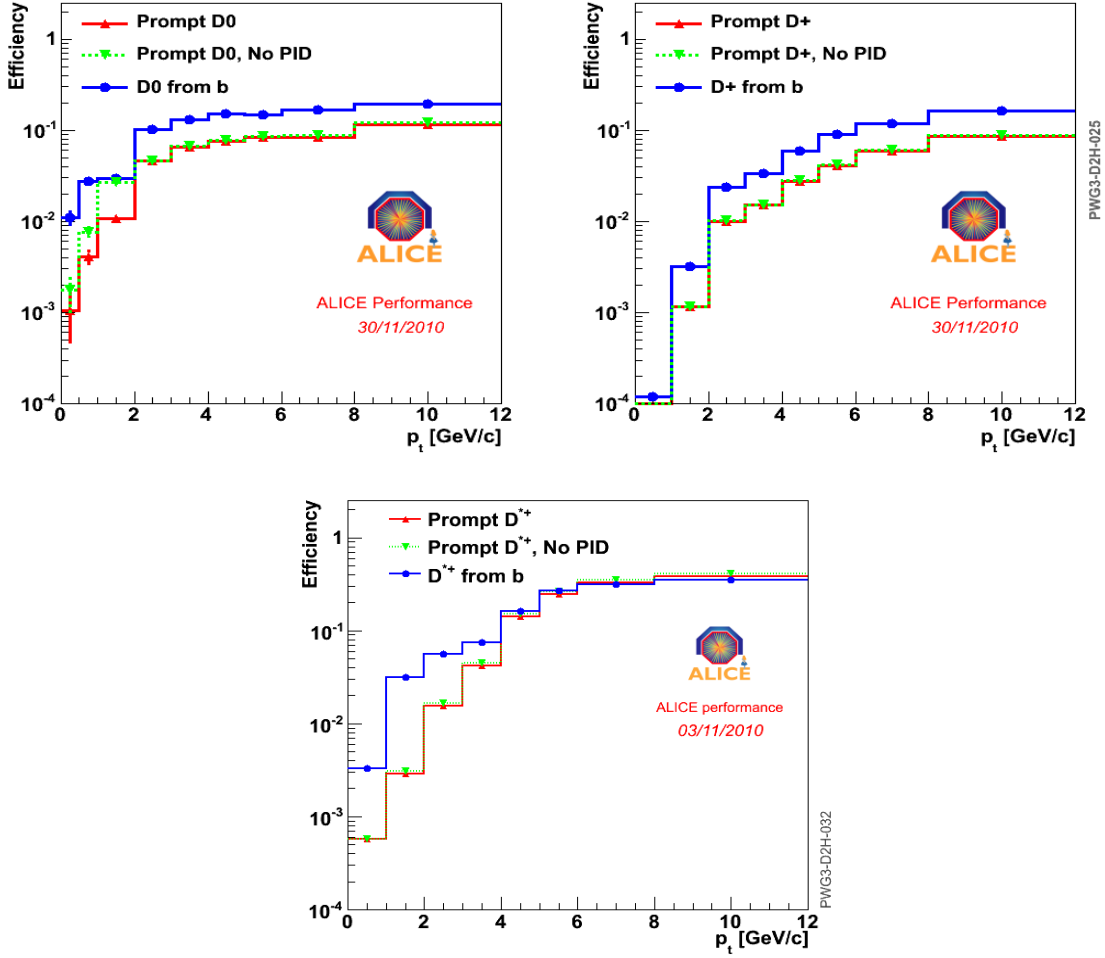 Efficiency
1
10-1
10-2
10-3
10-4
Prompt D0
Prompt D0, No PID
D0 from b
ALICE
ALICE Performance
30/11/2010
0 2 4 6 8 10 12
pt [GeV/c]
Efficiency
1
10-1
10-2
10-3
10-4
Prompt D+
Prompt D+, No PID
D+ from b
ALICE
ALICE Performance
30/11/2010
0 2 4 6 8 10 12
pt [GeV/c]
PWG3-D2H-025
Efficiency
1
10-1
10-2
10-3
10-4
Prompt D*+
Prompt D*+, No PID
D*+ from b
ALICE
ALICE performance
03/11/2010
0 2 4 6 8 10 12
pt [GeV/c]
PWG3-D2H-032